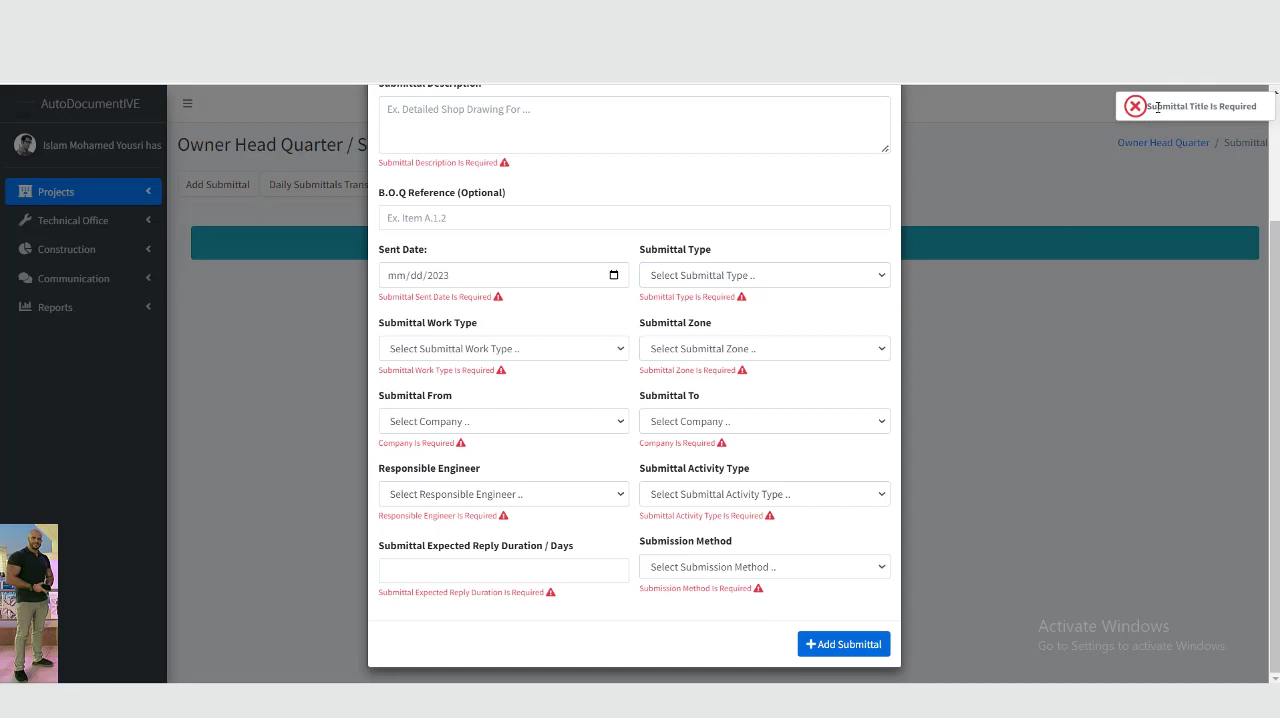 AutoDocumentIVE
Islam Mohamed Yousri has
Projects
Technical Office
Construction
Communication
Reports
Owner Head Quarter / S
Add Submittal
Daily Submittals Trans
Submittal Title Is Required
Owner Head Quarter / Submittal
Submittal Description
Ex. Detailed Shop Drawing For ...
Submittal Description Is Required
B.O.Q Reference (Optional)
Ex. Item A.1.2
Sent Date:
Submittal Type
mm/dd/2023
Select Submittal Type ..
Submittal Sent Date Is Required
Submittal Type Is Required
Submittal Work Type
Submittal Zone
Select Submittal Work Type ..
Select Submittal Zone ..
Submittal Work Type Is Required
Submittal Zone Is Required
Submittal From
Submittal To
Select Company ..
Select Company ..
Company Is Required
Company Is Required
Responsible Engineer
Submittal Activity Type
Select Responsible Engineer ..
Select Submittal Activity Type ..
Responsible Engineer Is Required
Submittal Activity Type Is Required
Submittal Expected Reply Duration / Days
Submission Method
Select Submission Method ..
Submittal Expected Reply Duration Is Required
Submission Method Is Required
Add Submittal
Activate Windows
Go to Settings to activate Windows.